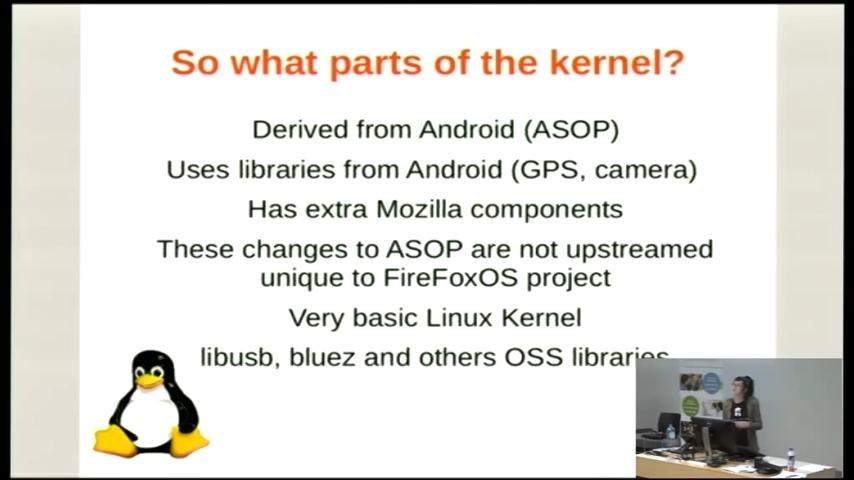 So what parts of the kernel?
Derived from Android (ASOP)
Uses libraries from Android (GPS, camera)
Has extra Mozilla components
These changes to ASOP are not upstreamed
unique to FireFoxOS project
Very basic Linux Kernel
libusb, bluez and others OSS libraries